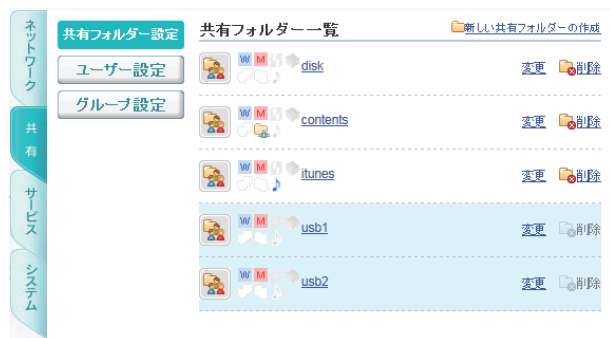 ネットワーク
共有
サービス
システム
共有フォルダー設定
ユーザー設定
グループ設定
共有フォルダー一覧
新しい共有フォルダーの作成
W M disk 変更 削除
W M contents 変更 削除
W M itunes 変更 削除
W M usb1 変更 削除
W M usb2 変更 削除